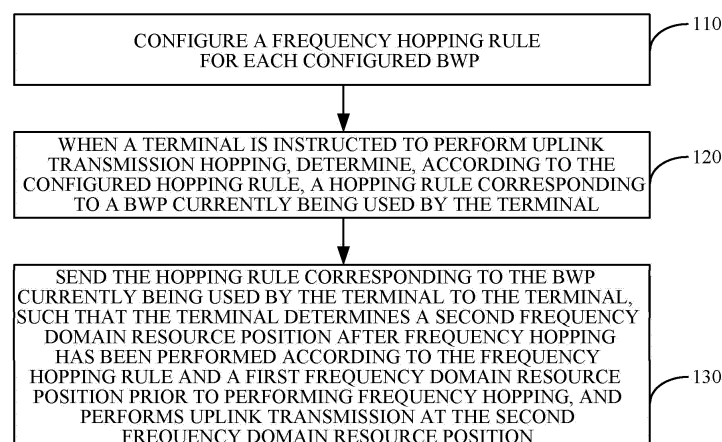 CONFIGURE A FREQUENCY HOPPING RULE
FOR EACH CONFIGURED BWP
110
WHEN A TERMINAL IS INSTRUCTED TO PERFORM UPLINK
TRANSMISSION HOPPING, DETERMINE, ACCORDING TO THE
CONFIGURED HOPPING RULE, A HOPPING RULE CORRESPONDING
TO A BWP CURRENTLY BEING USED BY THE TERMINAL
120
SEND THE HOPPING RULE CORRESPONDING TO THE BWP
CURRENTLY BEING USED BY THE TERMINAL TO THE TERMINAL,
SUCH THAT THE TERMINAL DETERMINES A SECOND FREQUENCY
DOMAIN RESOURCE POSITION AFTER FREQUENCY HOPPING
HAS BEEN PERFORMED ACCORDING TO THE FREQUENCY
HOPPING RULE AND A FIRST FREQUENCY DOMAIN RESOURCE
POSITION PRIOR TO PERFORMING FREQUENCY HOPPING, AND
PERFORMS UPLINK TRANSMISSION AT THE SECOND
FREQUENCY DOMAIN RESOURCE POSITION
130